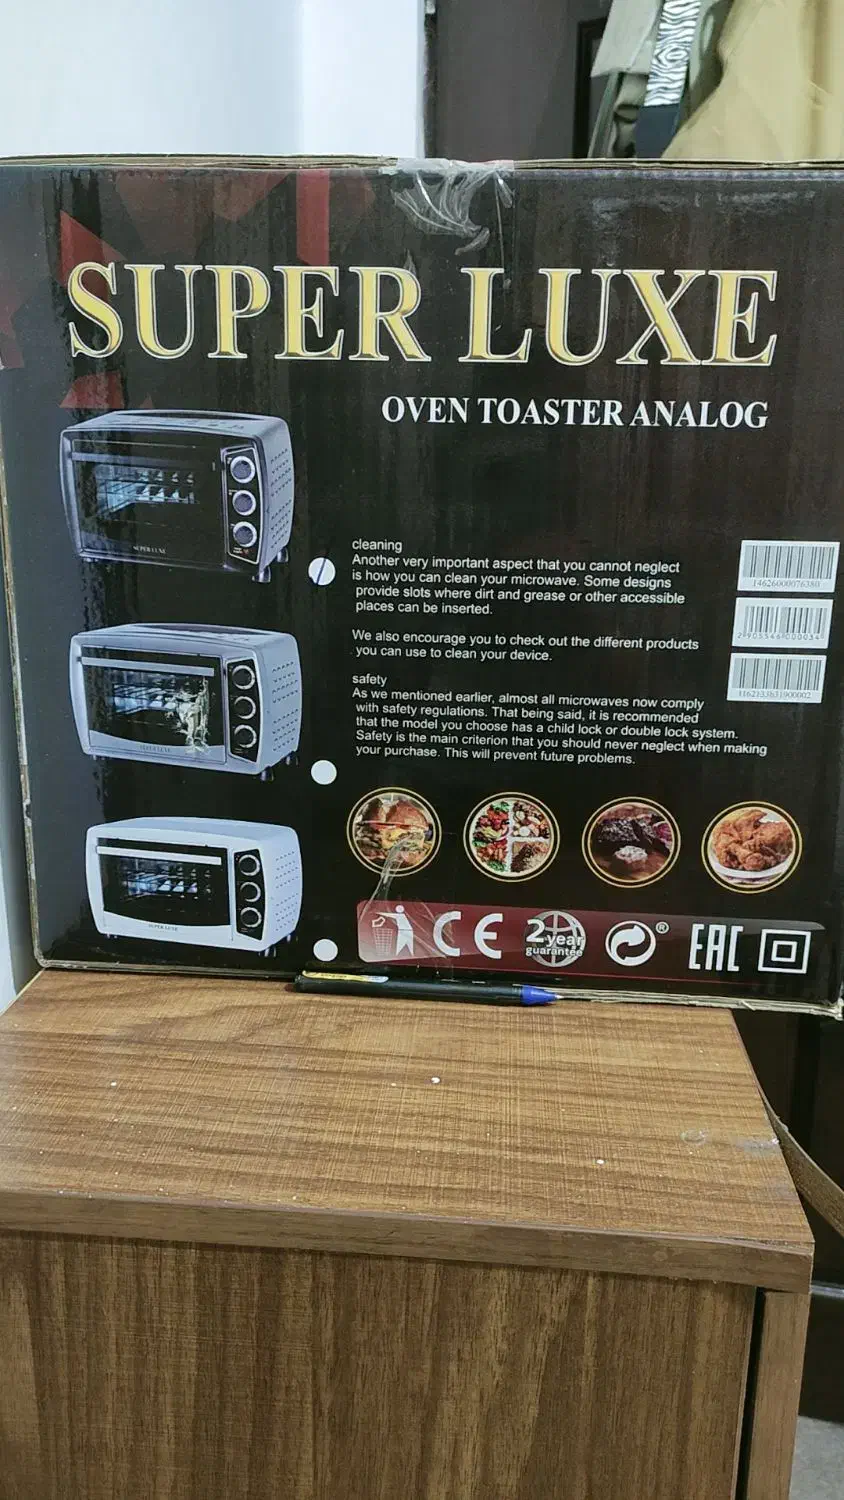 SUPER LUXE
OVEN TOASTER ANALOG
SUPER LUXE
SUPER LUXE
SUPER LUXE
cleaning
Another very important aspect that you cannot neglect
is how you can clean your microwave. Some designs
provide slots where dirt and grease or other accessible
places can be inserted.
We also encourage you to check out the different products
you can use to clean your device.
safety
As we mentioned earlier, almost all microwaves now comply
with safety regulations. That being said, it is recommended
that the model you choose has a child lock or double lock system.
Safety is the main criterion that you should never neglect when making
your purchase. This will prevent future problems.
14626000076380
2905546000034
1162133631900002
CE
2 year
guarantee
®
EAC